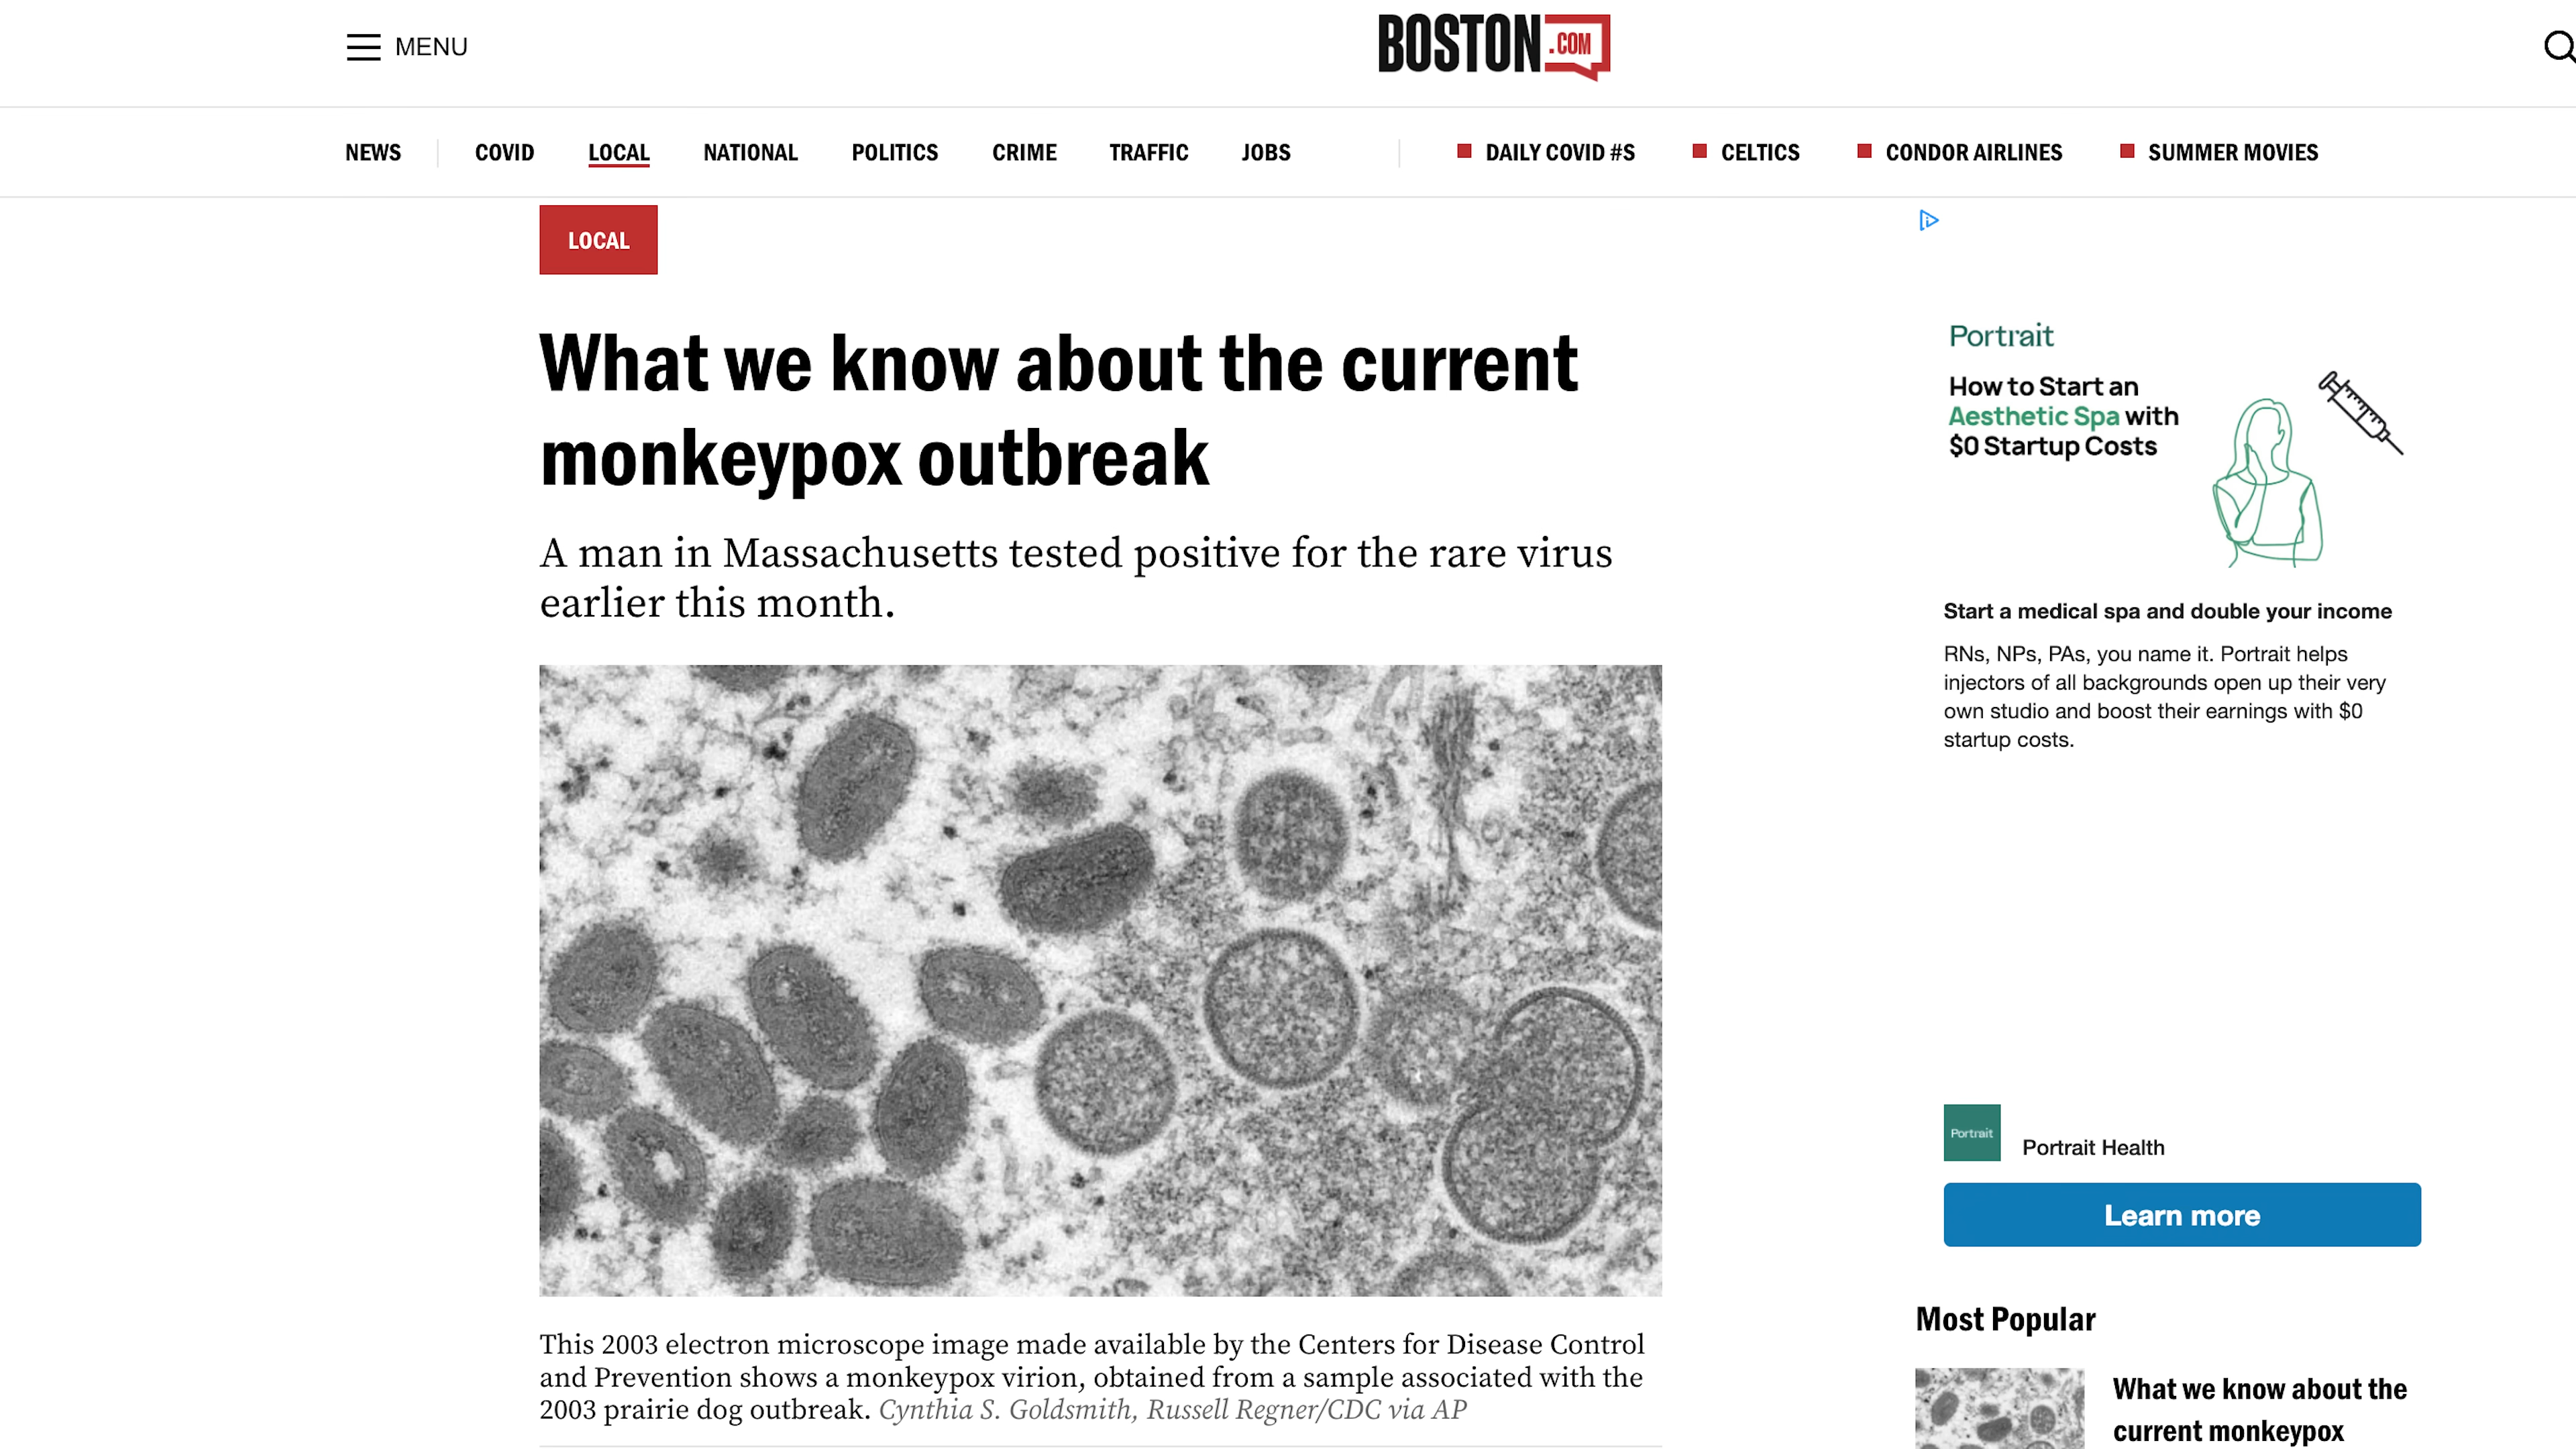 MENU
BOSTON .COM
NEWS COVID LOCAL NATIONAL POLITICS CRIME TRAFFIC JOBS DAILY COVID #S CELTICS CONDOR AIRLINES SUMMER MOVIES
LOCAL
What we know about the current
monkeypox outbreak
A man in Massachusetts tested positive for the rare virus
earlier this month.
This 2003 electron microscope image made available by the Centers for Disease Control
and Prevention shows a monkeypox virion, obtained from a sample associated with the
2003 prairie dog outbreak. Cynthia S. Goldsmith, Russell Regner/CDC via AP
Portrait
How to Start an
Aesthetic Spa with
$0 Startup Costs
Start a medical spa and double your income
RNs, NPs, PAs, you name it. Portrait helps
injectors of all backgrounds open up their very
own studio and boost their earnings with $0
startup costs.
Portrait
Portrait Health
Learn more
Most Popular
What we know about the
current monkeypox